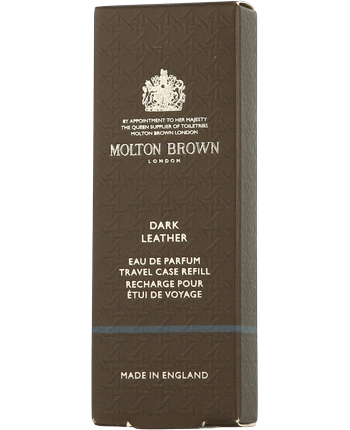 BY APPOINTMENT TO HER MAJESTY
THE QUEEN SUPPLIER OF TOILETRIES
MOLTON BROWN LONDON
MOLTON BROWN
LONDON
DARK
LEATHER
EAU DE PARFUM
TRAVEL CASE REFILL
RECHARGE POUR
ÉTUI DE VOYAGE
MADE IN ENGLAND